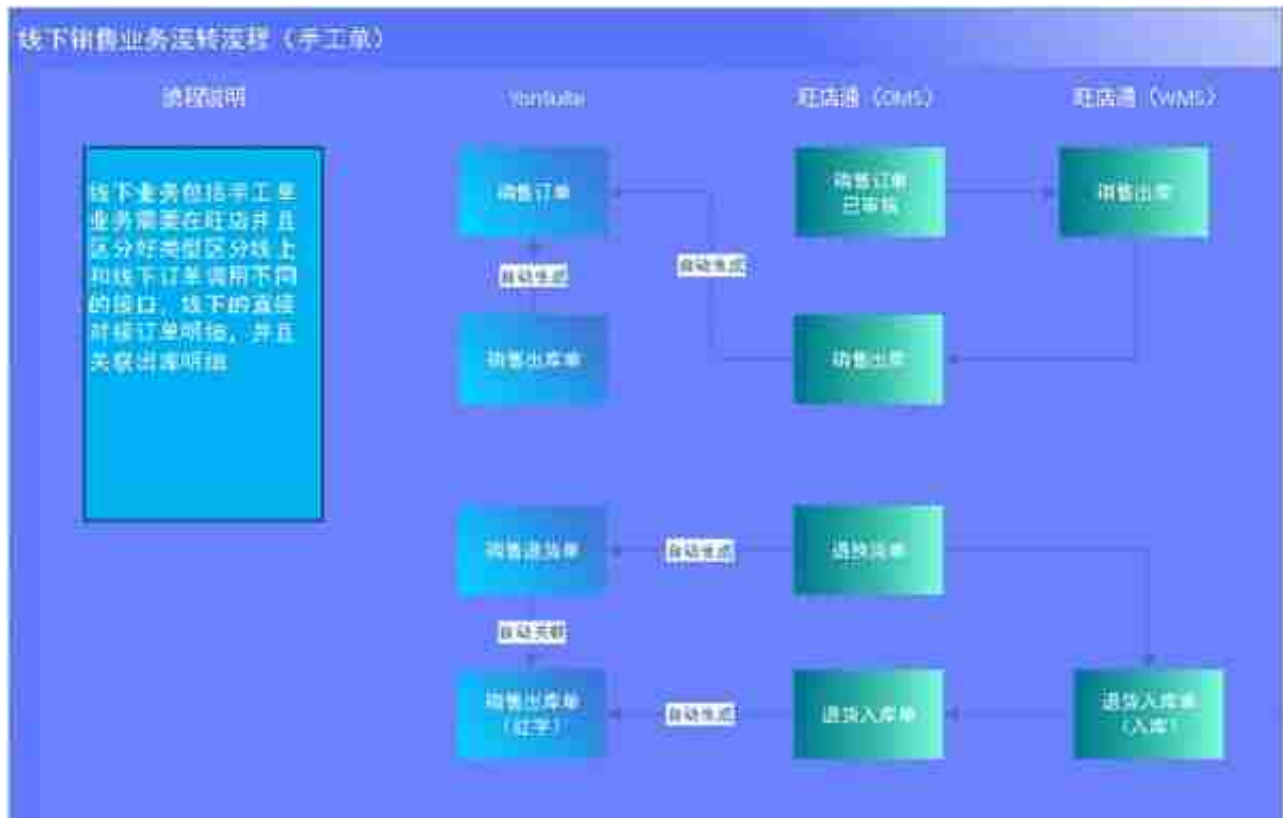 线下销售业务流转流程（手工单）
流程说明
YonSuite
旺店通（OMS）
旺店通（WMS）
线下业务包括手工单
业务需要在旺店并且
区分好类型区分线上
和线下订单调用不同
的接口，线下的直接
对接订单明细，并且
关联出库明细
销售订单
销售订单
已审核
销售出库
自动生成
自动生成
销售出库单
销售出库
销售退货单
自动生成
退换货单
自动关联
销售出库单
（红字）
自动生成
退货入库单
退货入库单
（入库）